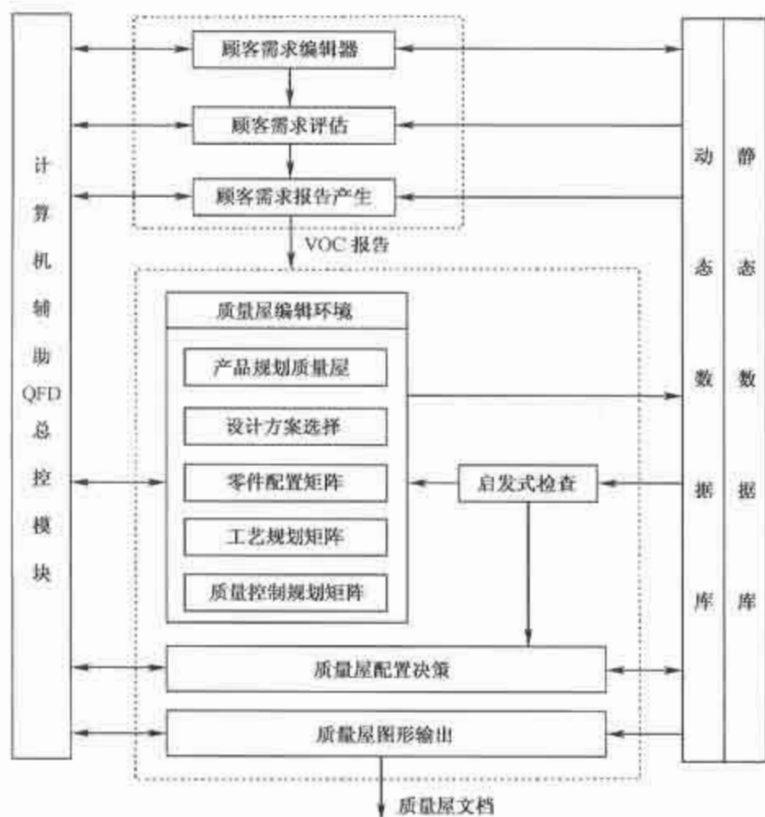 计算机辅助QFD总控模块
顾客需求编辑器
顾客需求评估
顾客需求报告产生
VOC 报告
质量屋编辑环境
产品规划质量屋
设计方案选择
零件配置矩阵
工艺规划矩阵
质量控制规划矩阵
启发式检查
质量屋配置决策
质量屋图形输出
质量屋文档
动态数据库
静态数据库